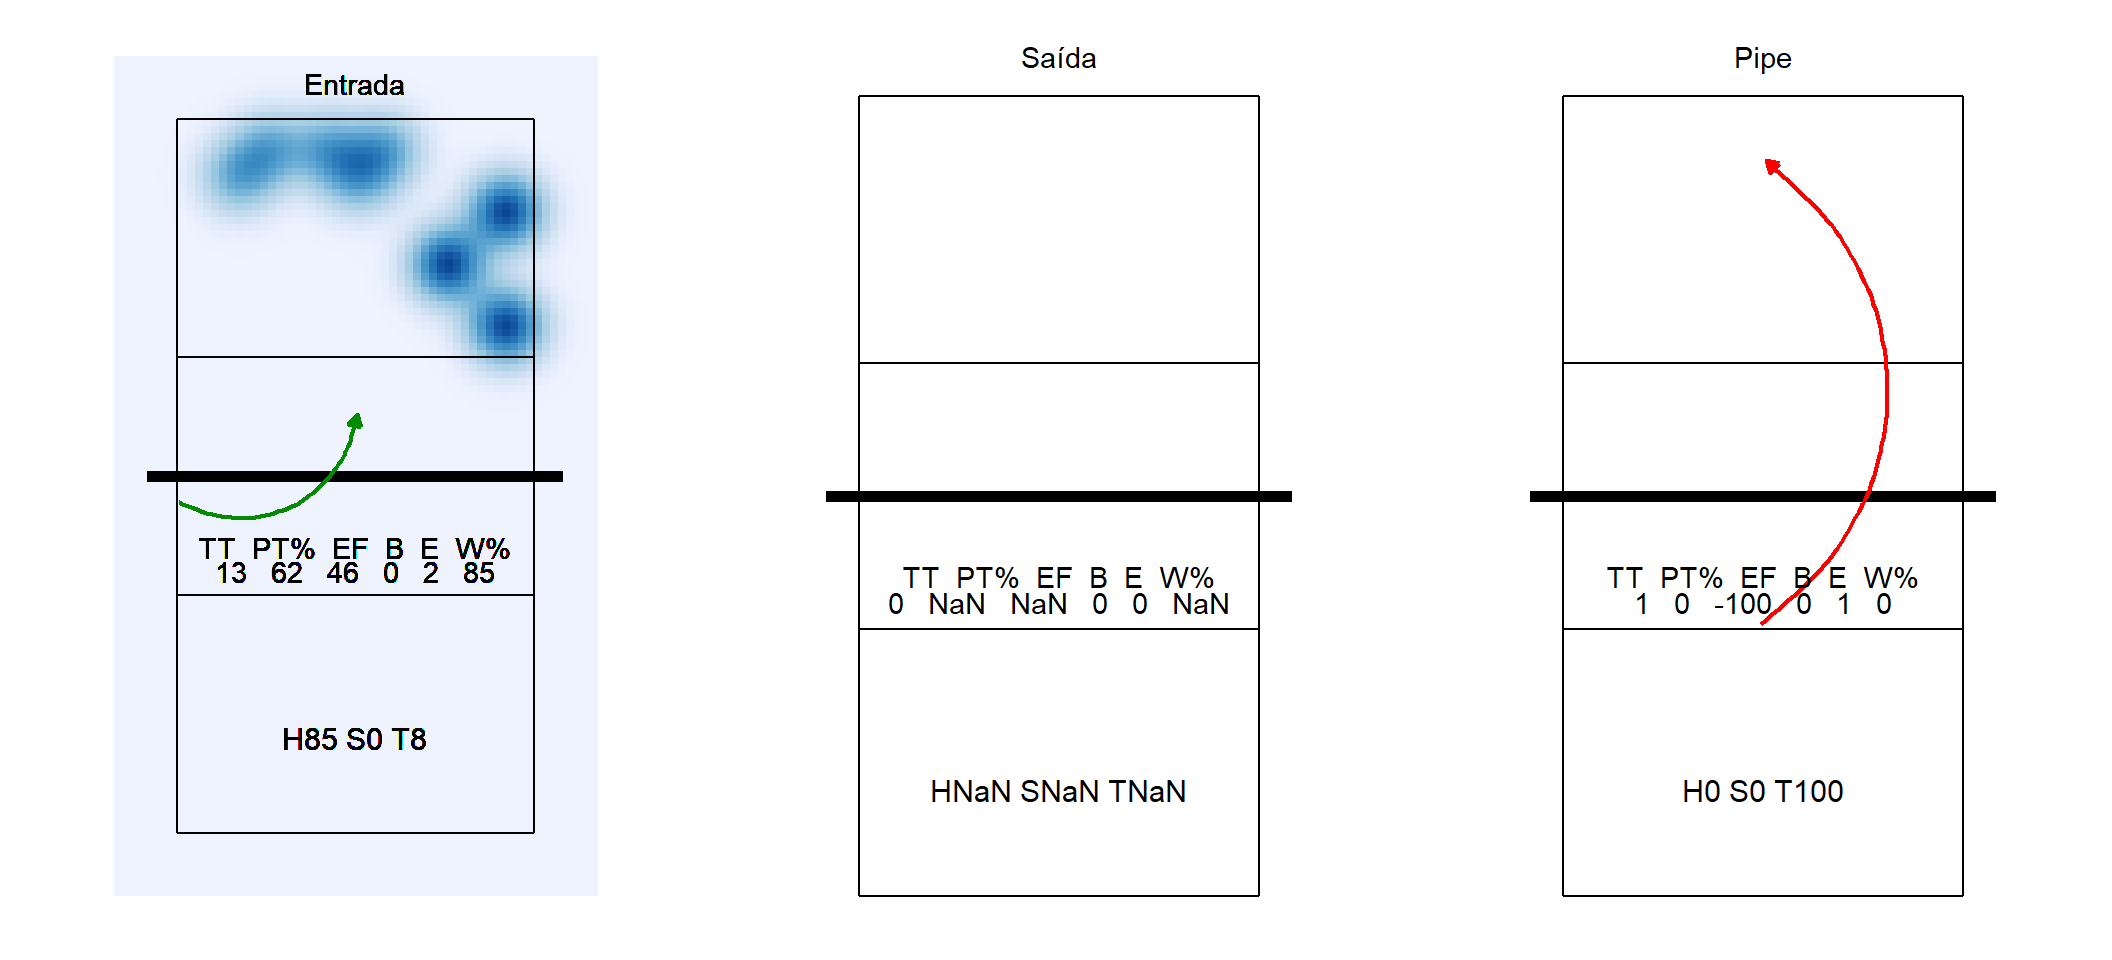 Entrada
TT PT% EF B E W%
13 62 46 0 2 85
H85 S0 T8
Saída
TT PT% EF B E W%
0 NaN NaN 0 0 NaN
HNaN SNaN TNaN
Pipe
TT PT% EF B E W%
1 0 -100 0 1 0
H0 S0 T100